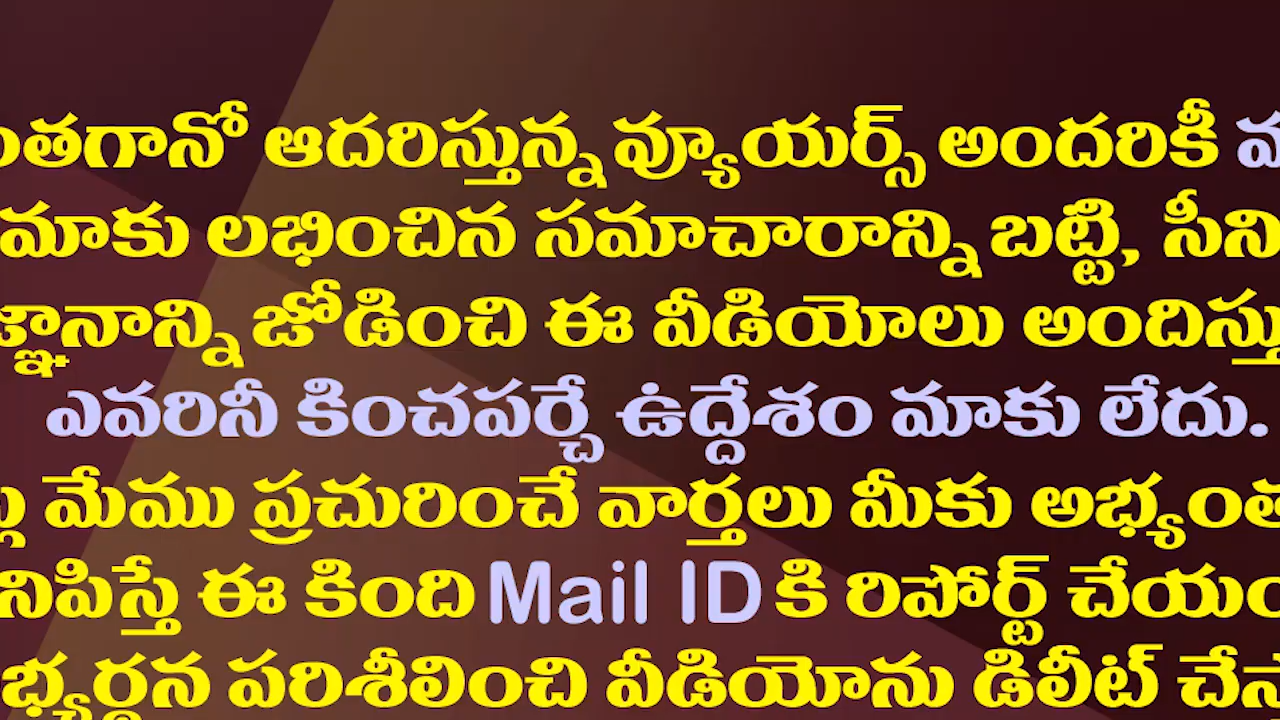 ఆదరిస్తున్న వ్యూయర్స్ అందరికీ
మాకు లభించిన సమాచారాన్ని బట్టి,
జోడించి ఈ వీడియోలు
ఎవరినీ కించపర్చే ఉద్దేశం మాకు లేదు.
మేము ప్రచురించే వార్తలు మీకు
ఈ కింది Mail ID కి రిపోర్ట్
పరిశీలించి వీడియోను డిలీట్